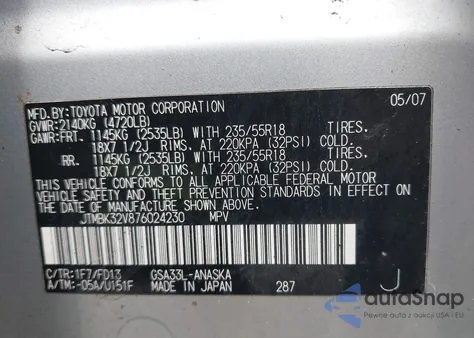 MFD. BY: TOYOTA MOTOR CORPORATION 05/07
GVWR: 2140KG (4720LB)
GAWR: FRT. 1145KG (2535LB) WITH 235/55R18 TIRES.
18X7 1/2J RIMS. AT 220KPA (32PSI) COLD.
RR. 1145KG (2535LB) WITH 235/55R18 TIRES.
18X7 1/2J RIMS. AT 220KPA (32PSI) COLD.
THIS VEHICLE CONFORMS TO ALL APPLICABLE FEDERAL MOTOR
VEHICLE SAFETY AND THEFT PREVENTION STANDARDS IN EFFECT
ON THE DATE OF MANUFACTURE SHOWN ABOVE.
JTMBK32V876024230 MPV
C/TR: 1F7/FD13 GSA33L-ANASKA
A/TM: -05A/U151F MADE IN JAPAN 287 J
autoSnap
AUCTION HISTORY